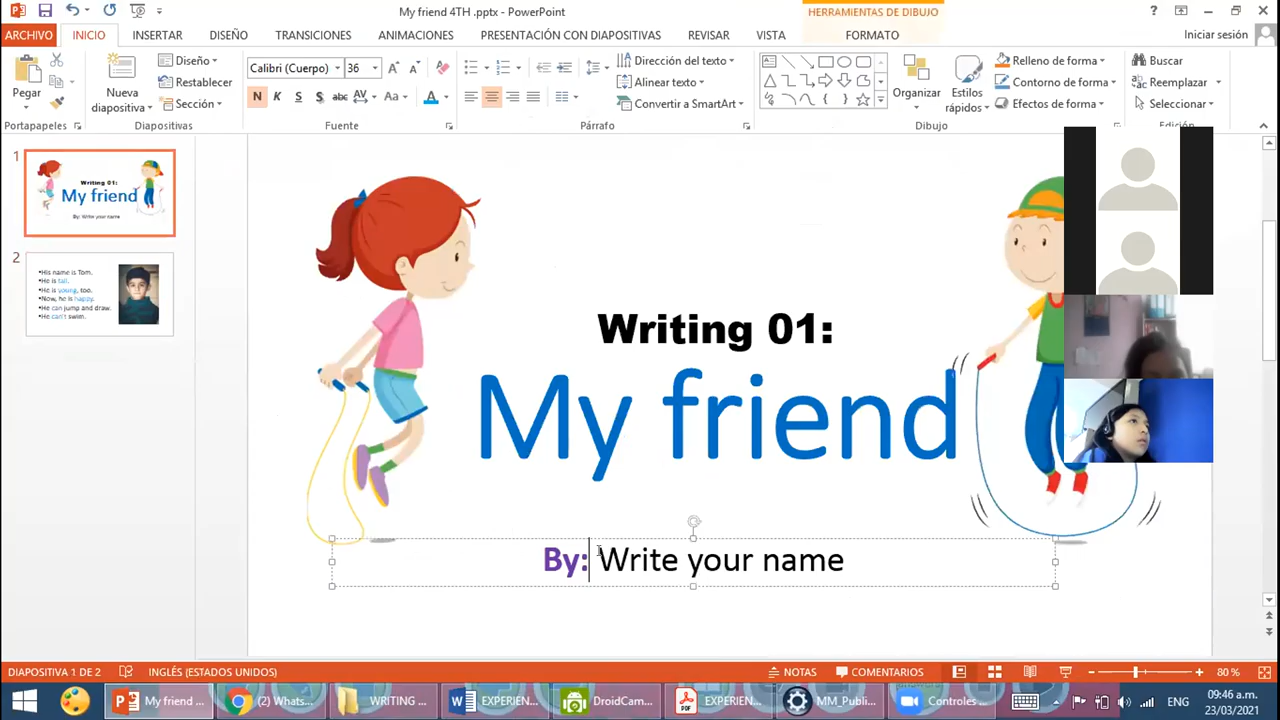 My friend 4TH .pptx - PowerPoint
HERRAMIENTAS DE DIBUJO
ARCHIVO INICIO INSERTAR DISEÑO TRANSICIONES ANIMACIONES PRESENTACIÓN CON DIAPOSITIVAS REVISAR VISTA FORMATO Iniciar sesión
Pegar
Nueva diapositiva
Diseño
Restablecer
Sección
Calibri (Cuerpo) 36
N K S S abc AV Aa A
Dirección del texto
Alinear texto
Convertir a SmartArt
Organizar
Estilos rápidos
Relleno de forma
Contorno de forma
Efectos de forma
Buscar
Reemplazar
Seleccionar
Portapapeles Diapositivas Fuente Párrafo Dibujo Edición
1
Writing 01:
My friend
By: Write your name
2
•His name is Tom.
•He is tall.
•He is young, too.
•Now, he is happy.
•He can jump and draw.
•He can't swim.
Writing 01:
My friend
By: Write your name
DIAPOSITIVA 1 DE 2 INGLÉS (ESTADOS UNIDOS) NOTAS COMENTARIOS 80 %
My friend ... (2) Whats... WRITING EXPERIEN... DroidCam... EXPERIEN... MM_Publi... Controles ... ENG
09:46 a.m.
23/03/2021